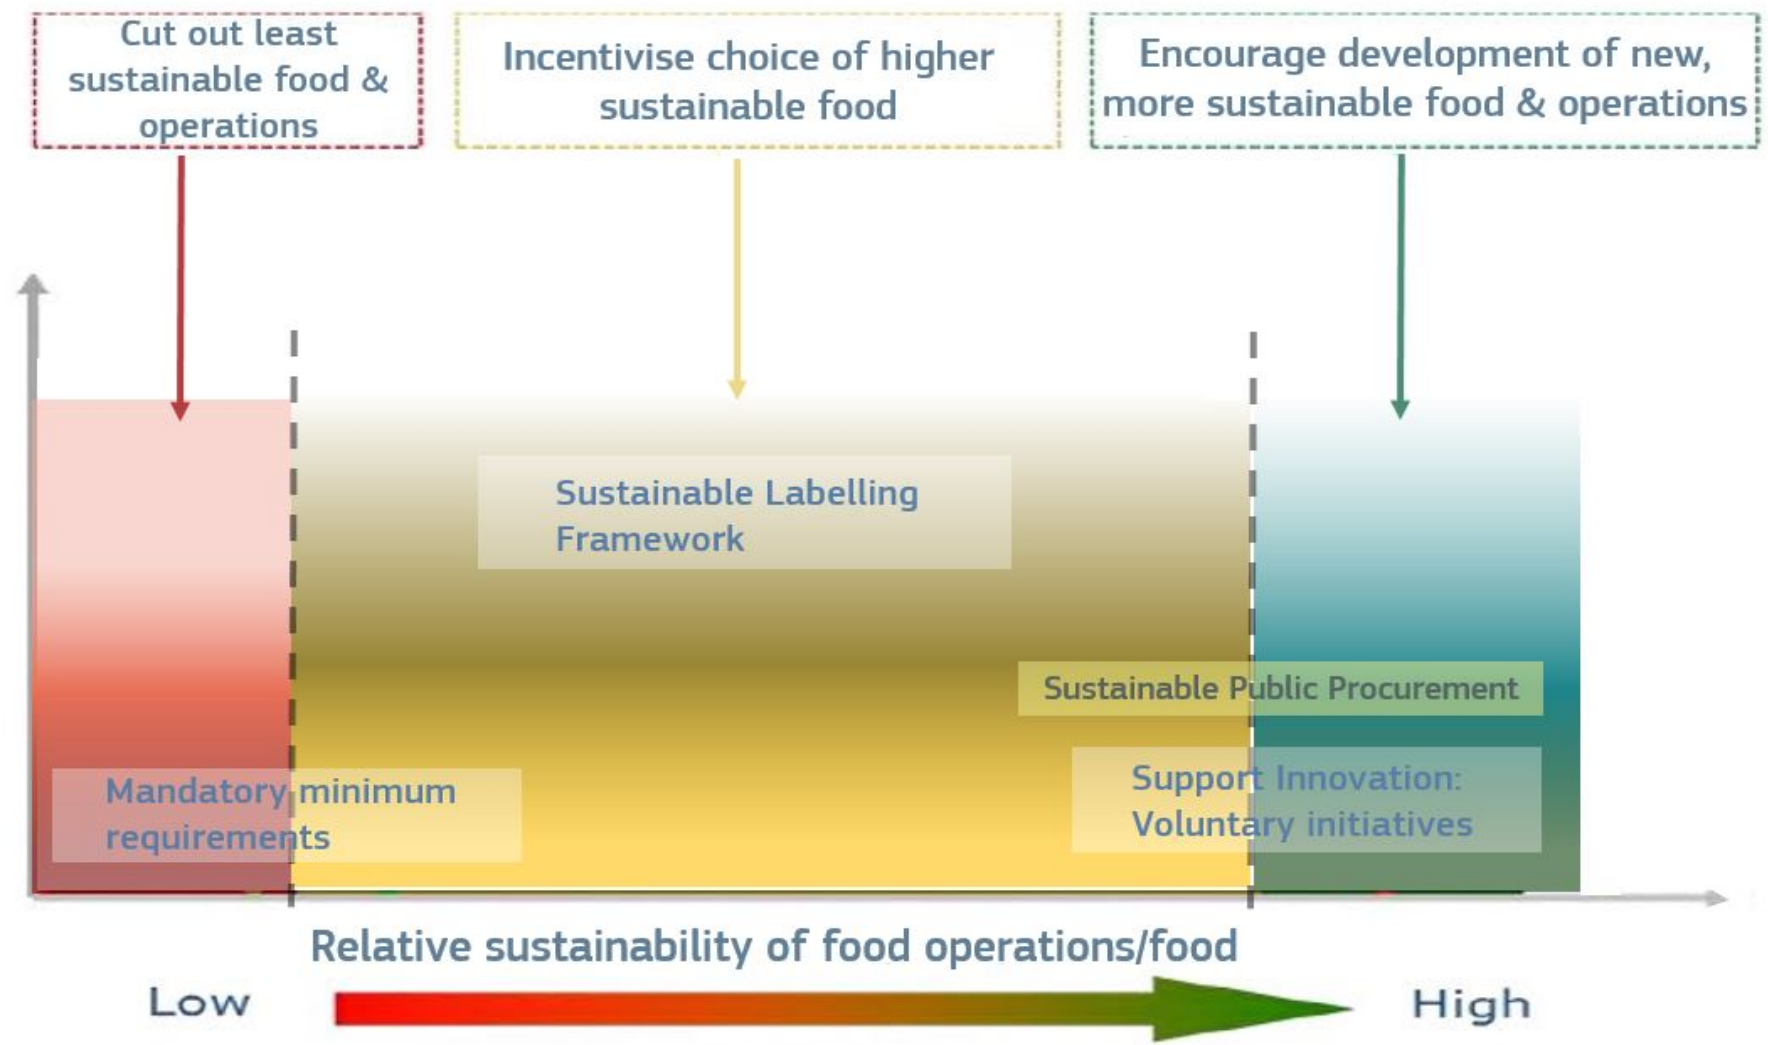 Cut out least
sustainable food &
operations
Incentivise choice of higher
sustainable food
Encourage development of new,
more sustainable food & operations
Sustainable Labelling
Framework
Sustainable Public Procurement
Mandatory minimum
requirements
Support Innovation:
Voluntary initiatives
Relative sustainability of food operations/food
Low
High